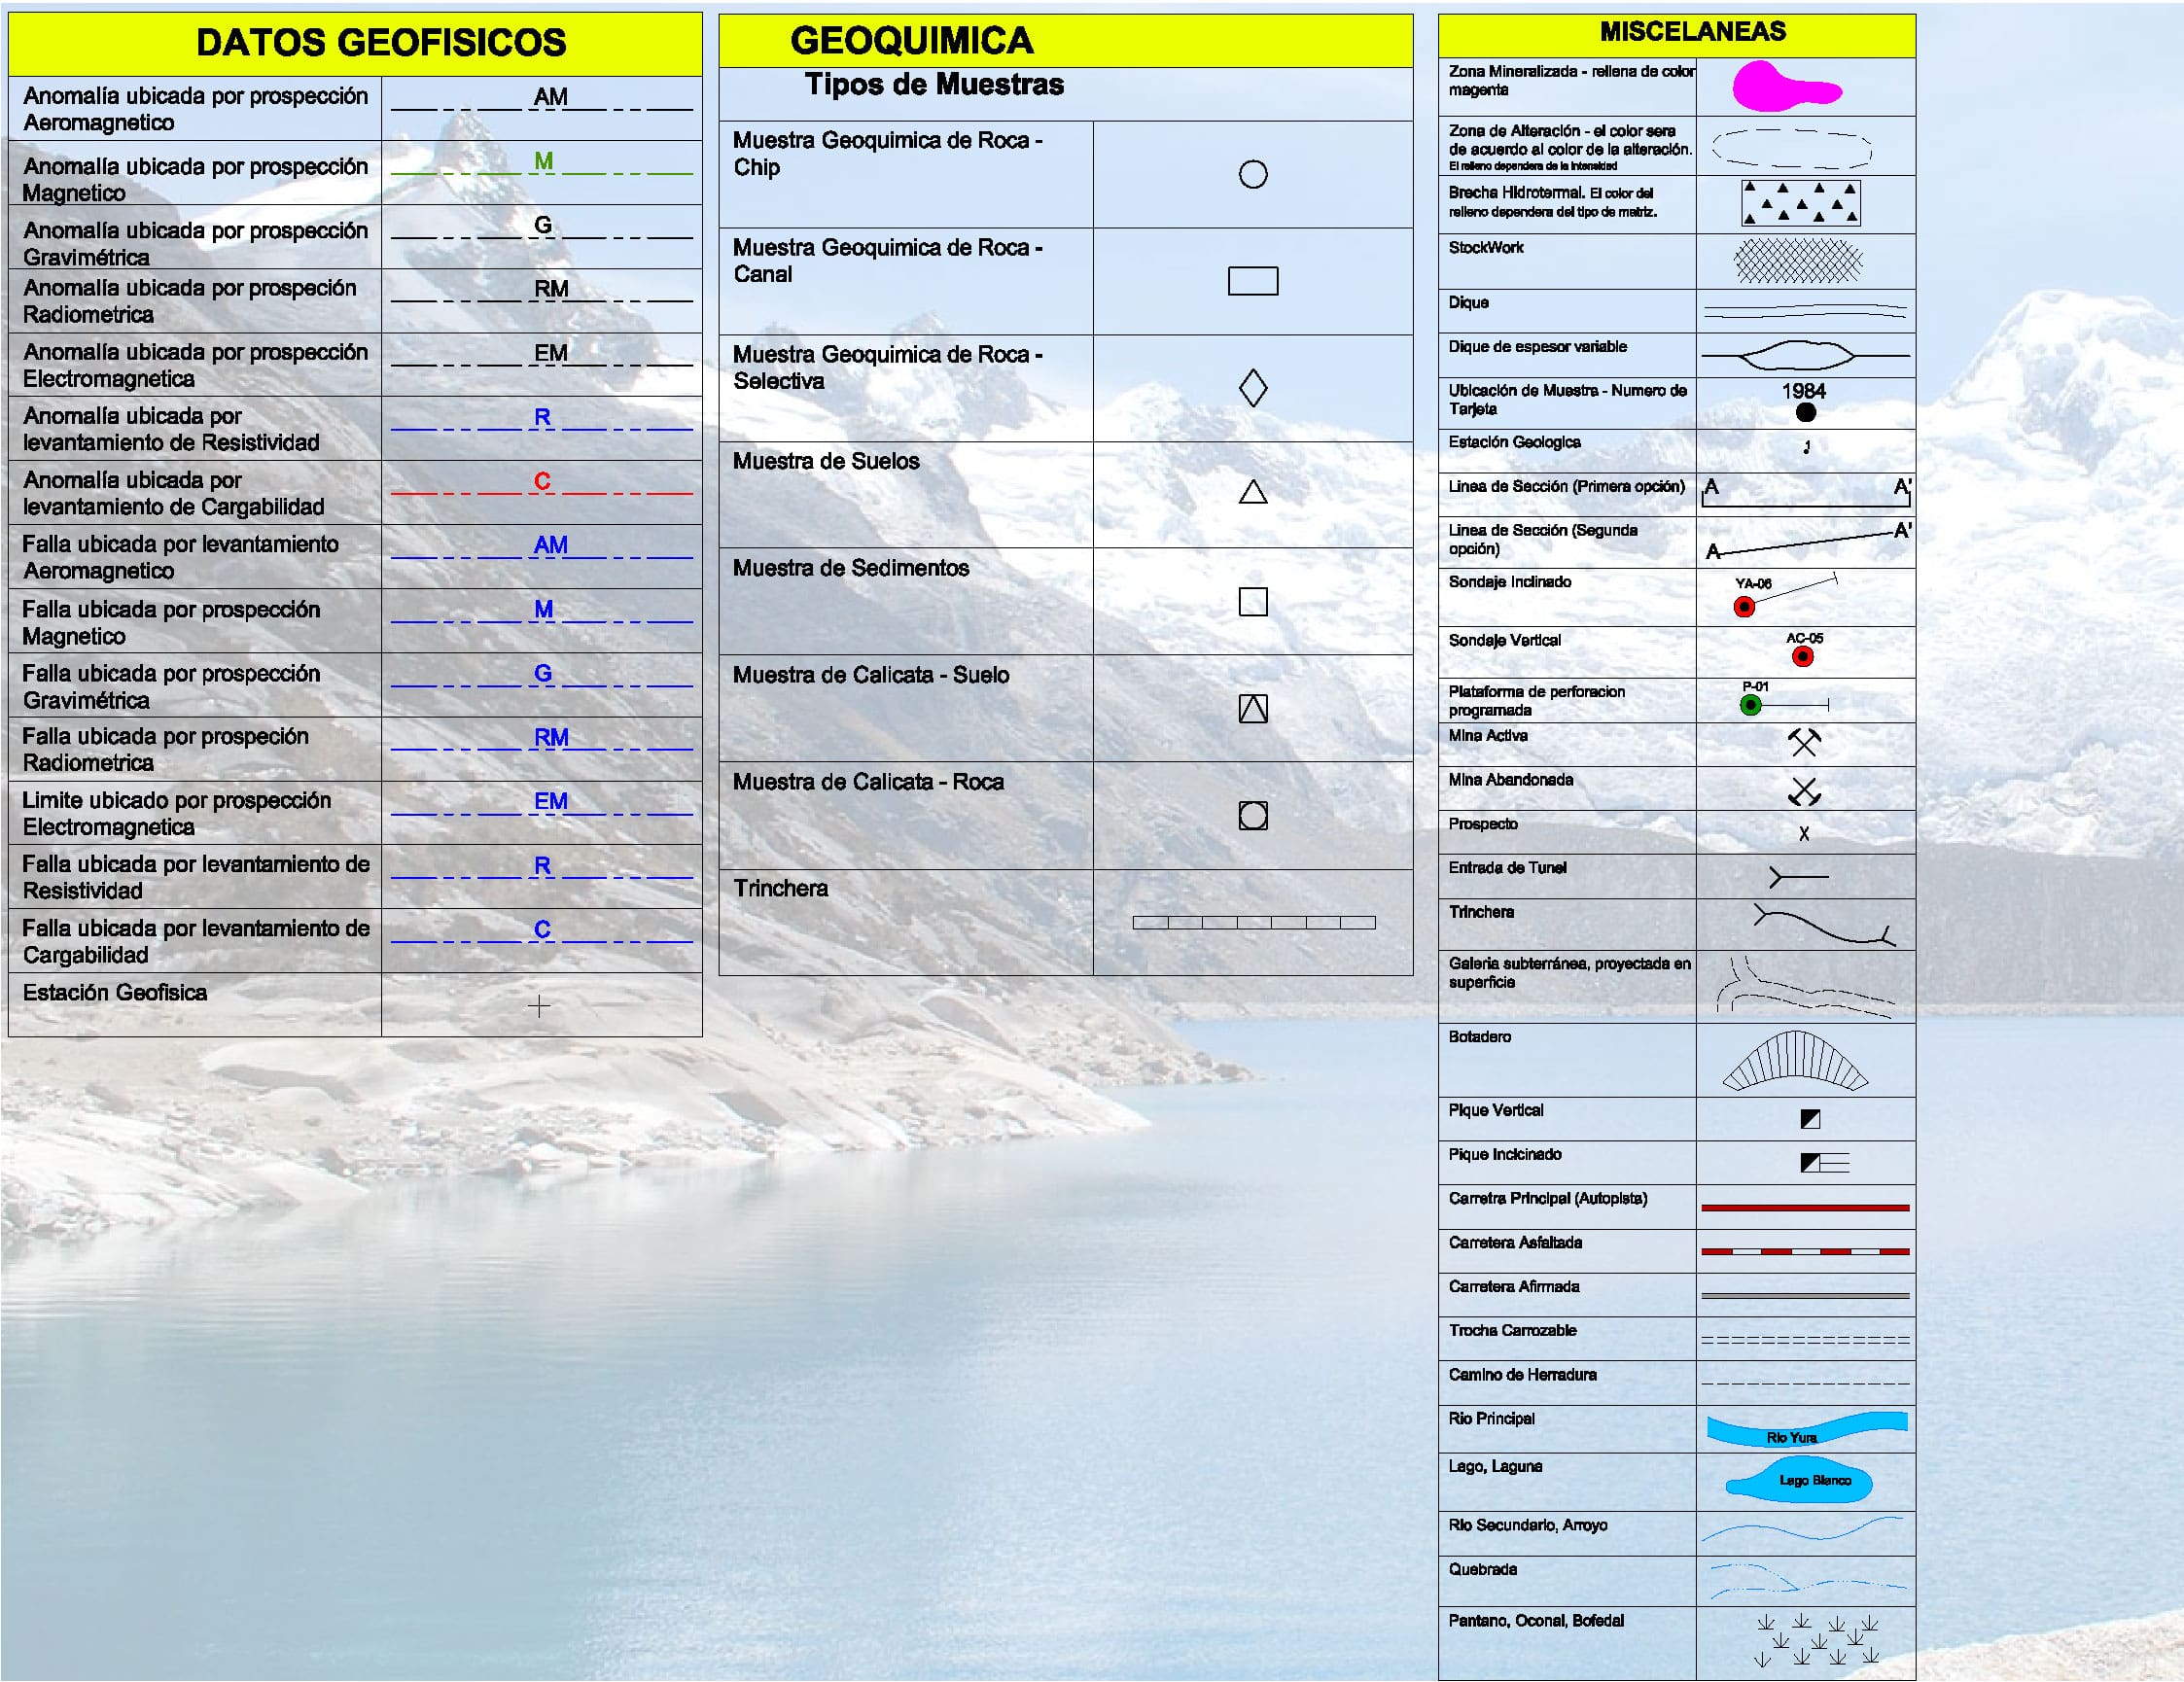 DATOS GEOFISICOS
Anomalía ubicada por prospección
Aeromagnetico
AM
Anomalía ubicada por prospección
Magnetico
M
Anomalía ubicada por prospección
Gravimétrica
G
Anomalía ubicada por prospeción
Radiometrica
RM
Anomalía ubicada por prospección
Electromagnetica
EM
Anomalía ubicada por
levantamiento de Resistividad
R
Anomalía ubicada por
levantamiento de Cargabilidad
C
Falla ubicada por levantamiento
Aeromagnetico
AM
Falla ubicada por prospección
Magnetico
M
Falla ubicada por prospección
Gravimétrica
G
Falla ubicada por prospeción
Radiometrica
RM
Limite ubicado por prospección
Electromagnetica
EM
Falla ubicada por levantamiento de
Resistividad
R
Falla ubicada por levantamiento de
Cargabilidad
C
Estación Geofisica
GEOQUIMICA
Tipos de Muestras
Muestra Geoquimica de Roca -
Chip
Muestra Geoquimica de Roca -
Canal
Muestra Geoquimica de Roca -
Selectiva
Muestra de Suelos
Muestra de Sedimentos
Muestra de Calicata - Suelo
Muestra de Calicata - Roca
Trinchera
MISCELANEAS
Zona Mineralizada - rellena de color
magenta
Zona de Alteración - el color sera
de acuerdo al color de la alteración.
El relleno dependera de la intensidad
Brecha Hidrotermal. El color del
relleno dependera del tipo de matriz.
StockWork
Dique
Dique de espesor variable
Ubicación de Muestra - Numero de
Tarjeta
1984
Estación Geologica
Linea de Sección (Primera opción)
A A'
Linea de Sección (Segunda
opción)
A A'
Sondaje Inclinado
YA-06
Sondaje Vertical
AC-05
Plataforma de perforacion
programada
P-01
Mina Activa
Mina Abandonada
Prospecto
Entrada de Tunel
Trinchera
Galeria subterránea, proyectada en
superficie
Botadero
Pique Vertical
Pique Inclcinado
Carretra Principal (Autopista)
Carretera Asfaltada
Carretera Afirmada
Trocha Carrozable
Camino de Herradura
Rio Principal
Rio Yura
Lago, Laguna
Lago Blanco
Rio Secundario, Arroyo
Quebrada
Pantano, Oconal, Bofedal